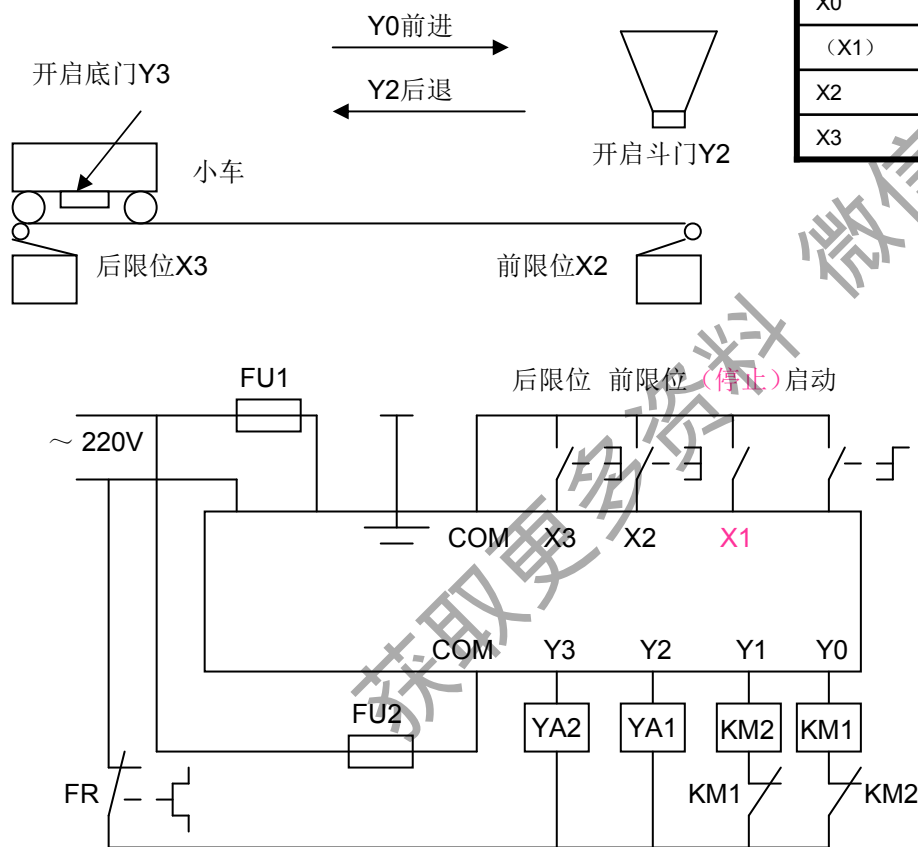 X0
（X1）
X2
X3
Y0前进
Y2后退
开启底门Y3
小车
开启斗门Y2
后限位X3
前限位X2
后限位 前限位（停止）启动
FU1
～ 220V
COM X3 X2 X1
COM Y3 Y2 Y1 Y0
FU2
YA2 YA1 KM2 KM1
FR
KM1 KM2
获取更多资料 微信